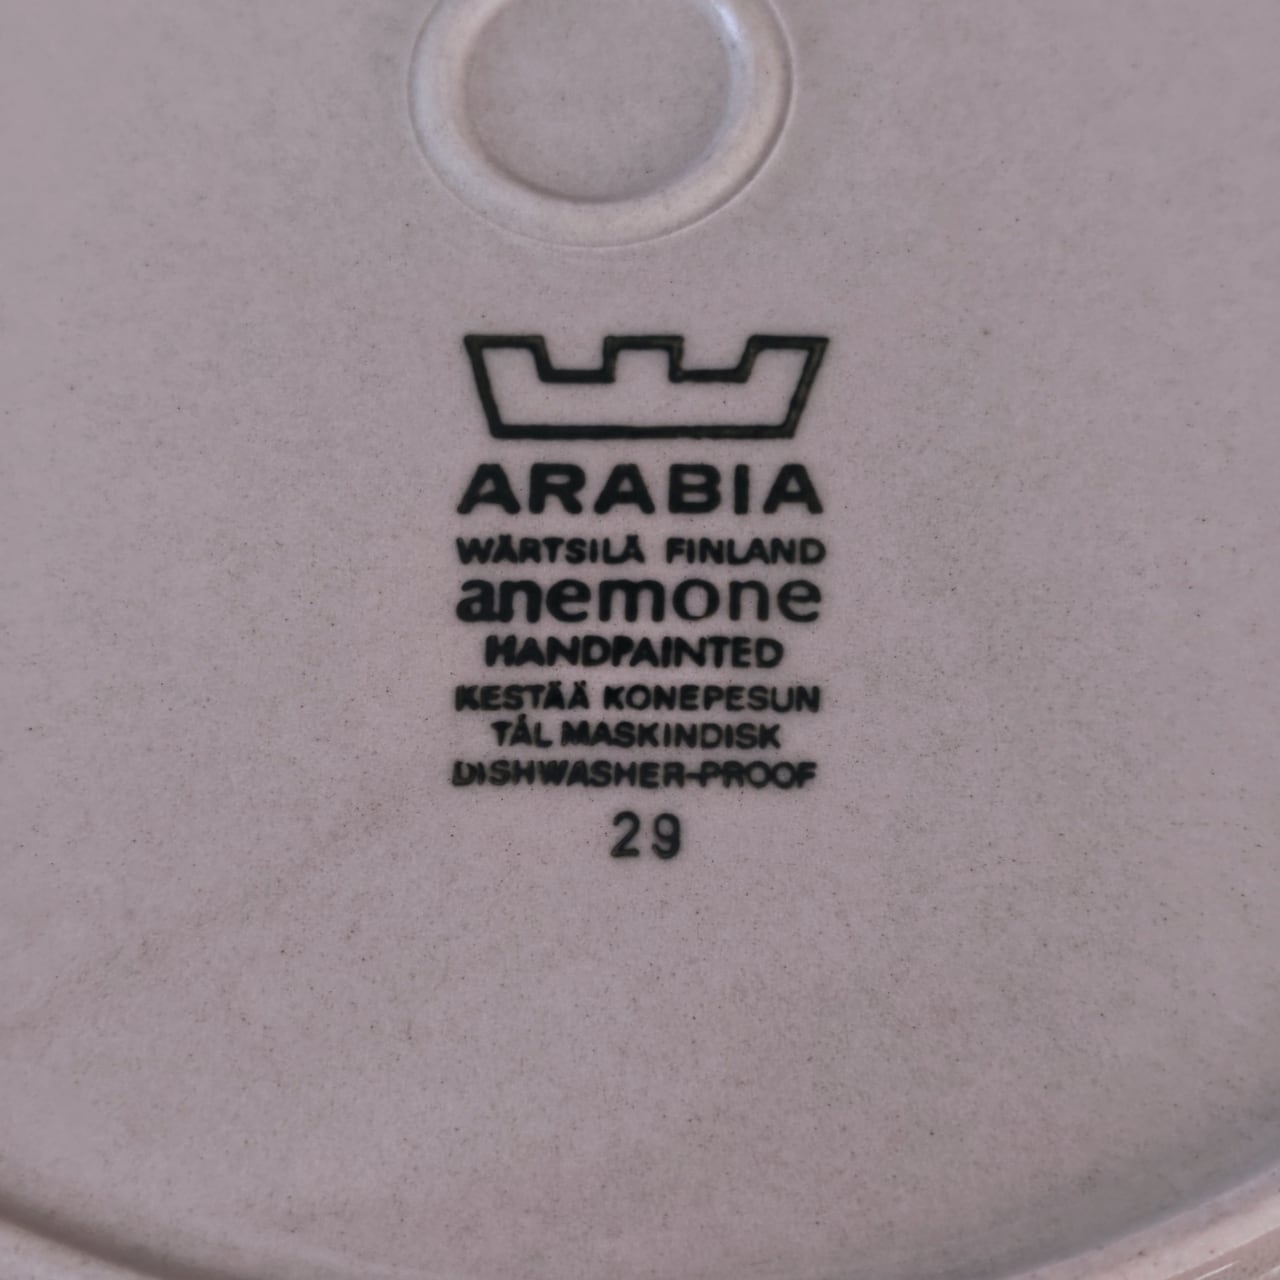 ARABIA
WÄRTSILÄ FINLAND
anemone
HANDPAINTED
KESTÄÄ KONEPESUN
TÅL MASKINDISK
DISHWASHER-PROOF
29